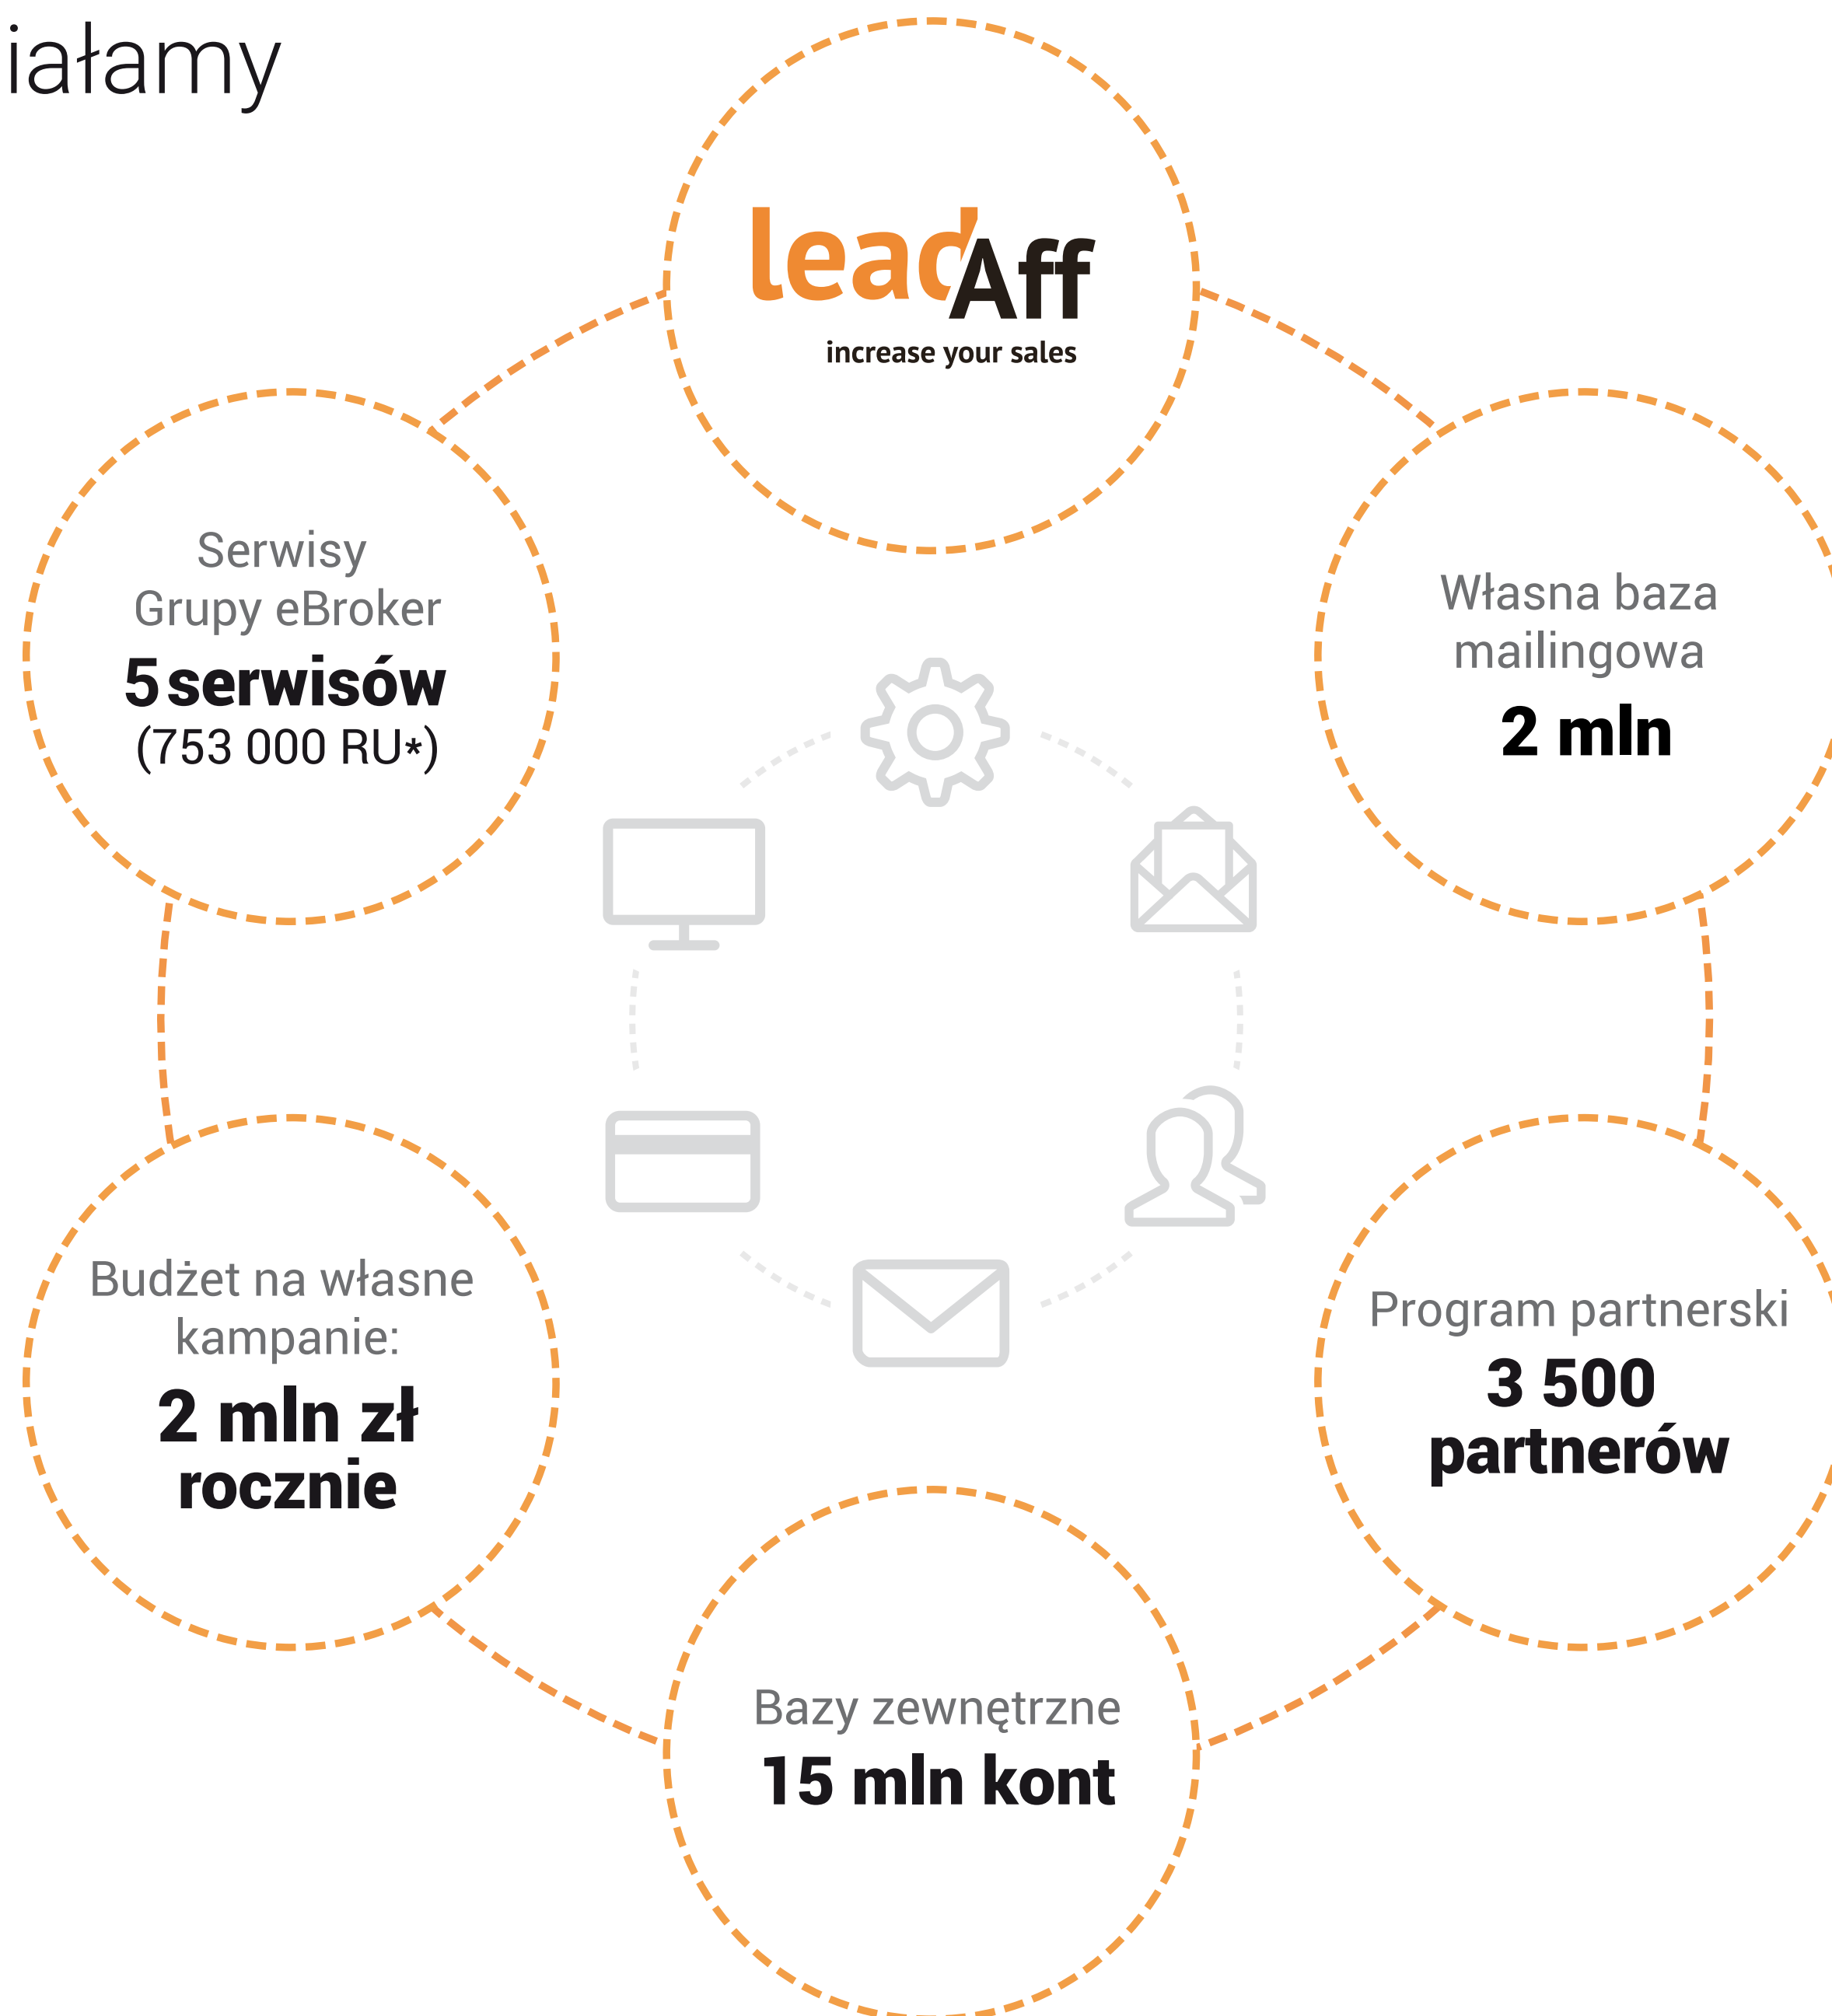 iałamy
leadAff
increase your sales
Serwisy
Grupy eBroker
5 serwisów
(753 000 RU*)
Własna baza
mailingowa
2 mln
Budżet na własne
kampanie:
2 mln zł
rocznie
Program partnerski
3 500
partnerów
Bazy zewnętrzne
15 mln kont